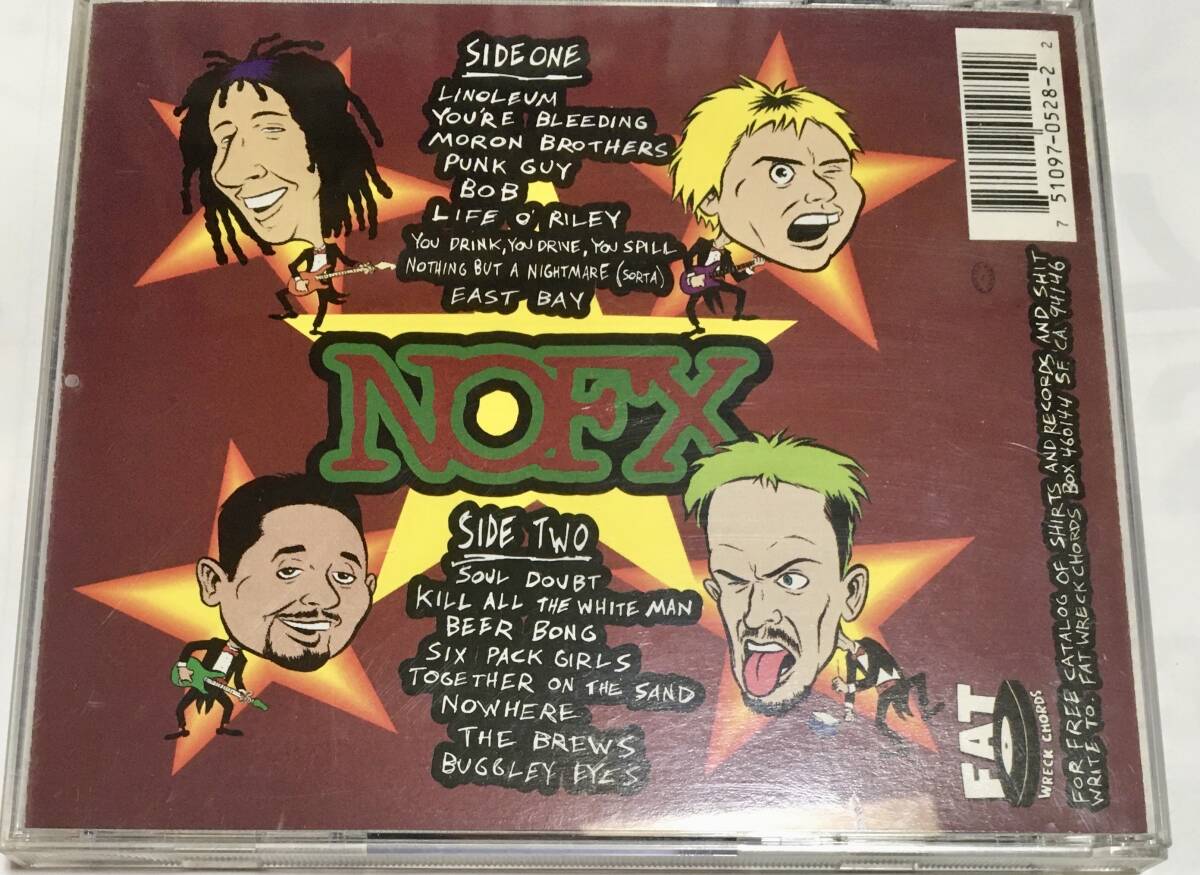 SIDE ONE
LINOLEUM
YOU'RE BLEEDING
MORON BROTHERS
PUNK GUY
BOB
LIFE O' RILEY
YOU DRINK, YOU DRIVE, YOU SPILL
NOTHING BUT A NIGHTMARE (SORTA)
EAST BAY
NOFX
SIDE TWO
SOUL DOUBT
KILL ALL THE WHITE MAN
BEER BONG
SIX PACK GIRLS
TOGETHER ON THE SAND
NOWHERE
THE BREWS
BUGGLEY EYES
7 51097-0528-2 2
FAT
WRECK CHORDS
FOR FREE CATALOG OF SHIRTS AND RECORDS AND SHIT
WRITE TO: FAT WRECK CHORDS BOX 460144 SF. CA 94146